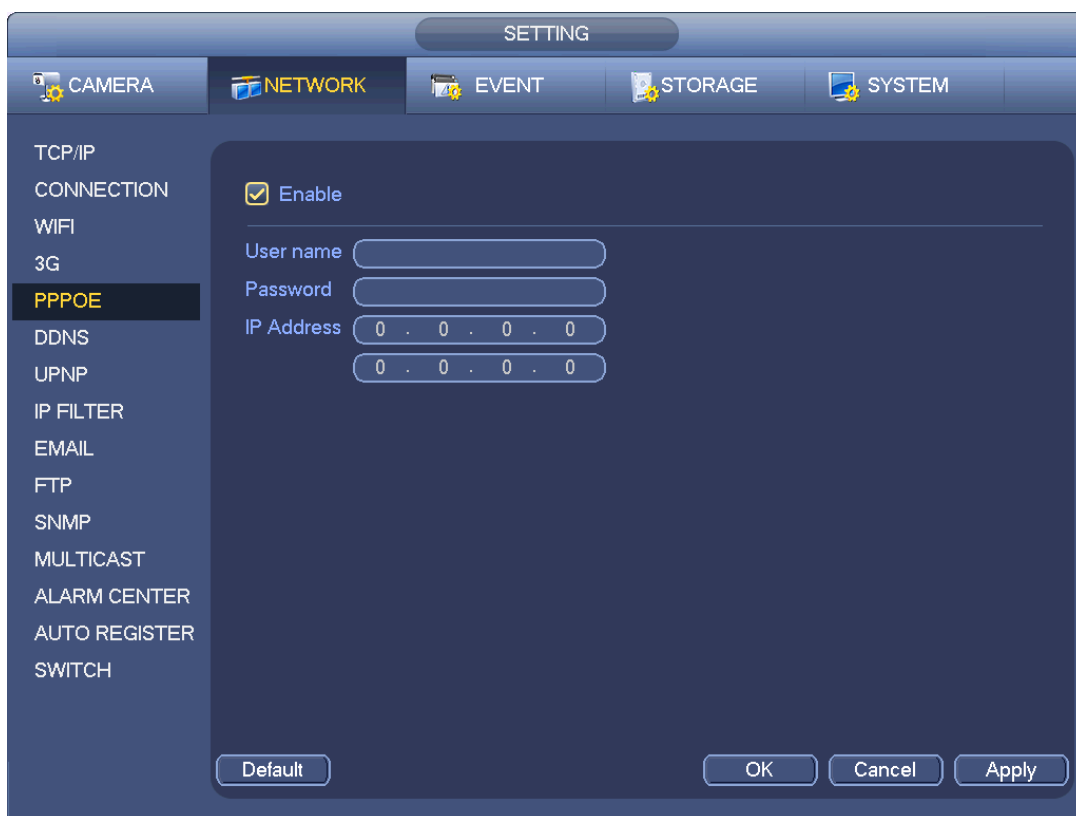 SETTING
CAMERA NETWORK EVENT STORAGE SYSTEM
TCP/IP
CONNECTION
WIFI
3G
PPPOE
DDNS
UPNP
IP FILTER
EMAIL
FTP
SNMP
MULTICAST
ALARM CENTER
AUTO REGISTER
SWITCH
Enable
User name
Password
IP Address 0 . 0 . 0 . 0
0 . 0 . 0 . 0
Default OK Cancel Apply